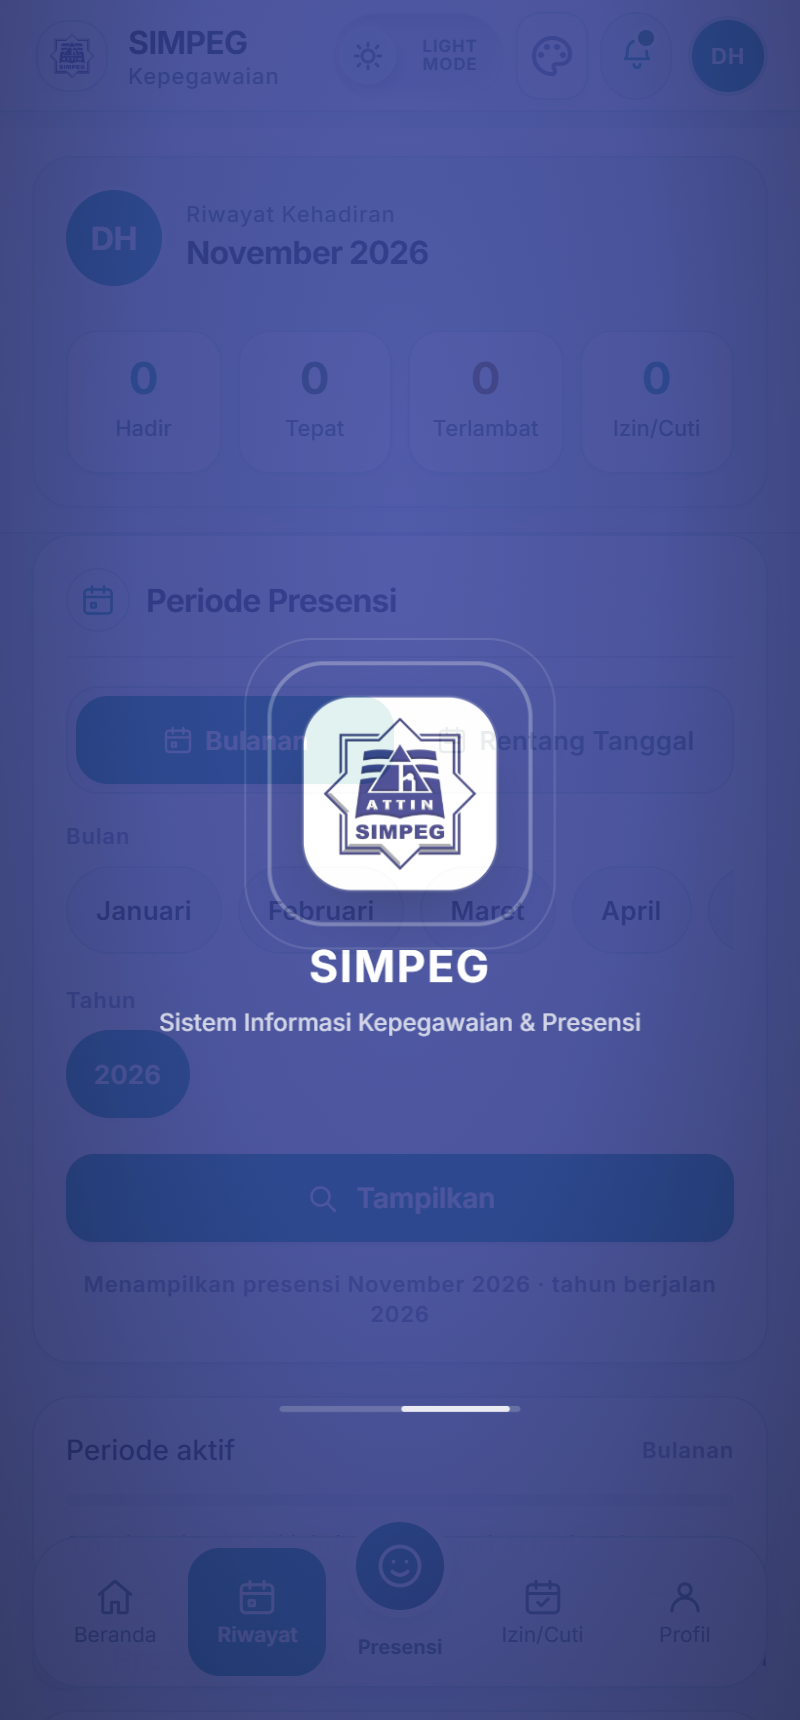 SIMPEG
Kepegawaian
LIGHT
MODE
DH
DH
Riwayat Kehadiran
November 2026
0
0
0
0
Hadir
Tepat
Terlambat
Izin/Cuti
Periode Presensi
Bulanan
Rentang Tanggal
ATTIN
SIMPEG
Bulan
Januari
Februari
Maret
April
SIMPEG
Tahun
Sistem Informasi Kepegawaian & Presensi
2026
Tampilkan
Menampilkan presensi November 2026 · tahun berjalan
2026
Periode aktif
Bulanan
Beranda
Riwayat
Presensi
Izin/Cuti
Profil